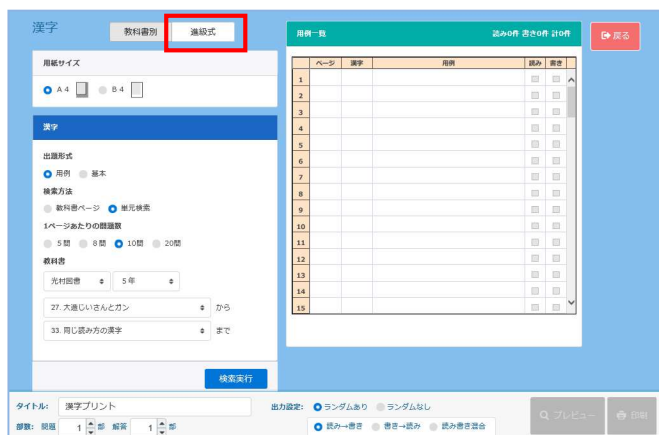 漢字
教科書別 進級式
用紙サイズ
A4 B4
漢字
出題形式
用例 基本
検索方法
教科書ページ 単元検索
1ページあたりの問題数
5問 8問 10問 20問
教科書
光村図書 5年
27. 大造じいさんとガン から
33. 同じ読み方の漢字 まで
検索実行
用例一覧 読み0件 書き0件 計0件
戻る
ページ 漢字 用例 読み 書き
1
2
3
4
5
6
7
8
9
10
11
12
13
14
15
タイトル: 漢字プリント
部数: 問題 1 部 解答 1 部
出力設定: ランダムあり ランダムなし
読み→書き 書き→読み 読み書き混合
プレビュー 印刷